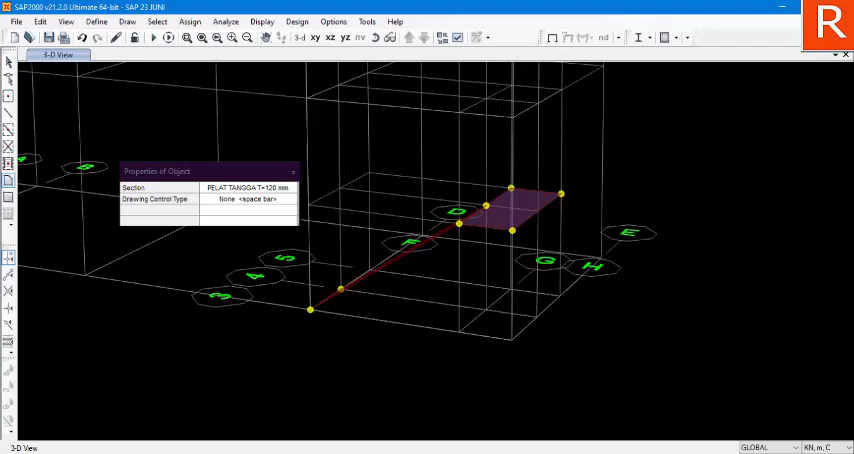 SAP2000 v21.2.0 Ultimate 64-bit - SAP 23 JUNI
R
File Edit View Define Draw Select Assign Analyze Display Design Options Tools Help
3-d xy xz yz nv nd
3-D View
B
Properties of Object
Section PELAT TANGGA T=120 mm
Drawing Control Type None <space bar>
D
E
F
G
H
5
4
3
3-D View GLOBAL KN, m, C